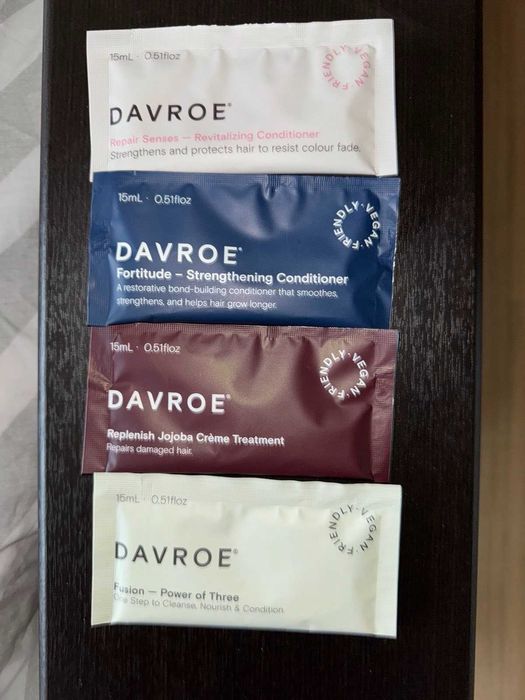 15mL · 0.51floz
VEGAN FRIENDLY
DAVROE®
Repair Senses — Revitalizing Conditioner
Strengthens and protects hair to resist colour fade.
15mL · 0.51floz
VEGAN · FRIENDLY ·
DAVROE®
Fortitude – Strengthening Conditioner
A restorative bond-building conditioner that smoothes,
strengthens, and helps hair grow longer.
15mL · 0.51floz
VEGAN · FRIENDLY ·
DAVROE®
Replenish Jojoba Crème Treatment
Repairs damaged hair.
15mL · 0.51floz
VEGAN · FRIENDLY ·
DAVROE®
Fusion — Power of Three
One Step to Cleanse, Nourish & Condition